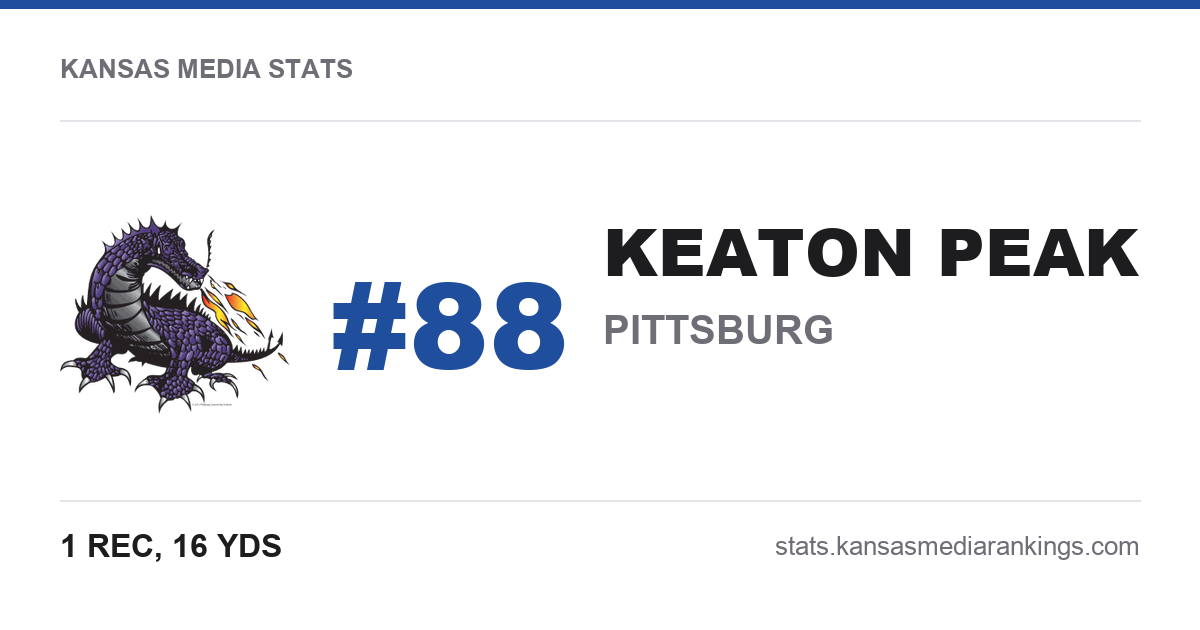 KANSAS MEDIA STATS
KEATON PEAK
#88
PITTSBURG
1 REC, 16 YDS
stats.kansasmediarankings.com